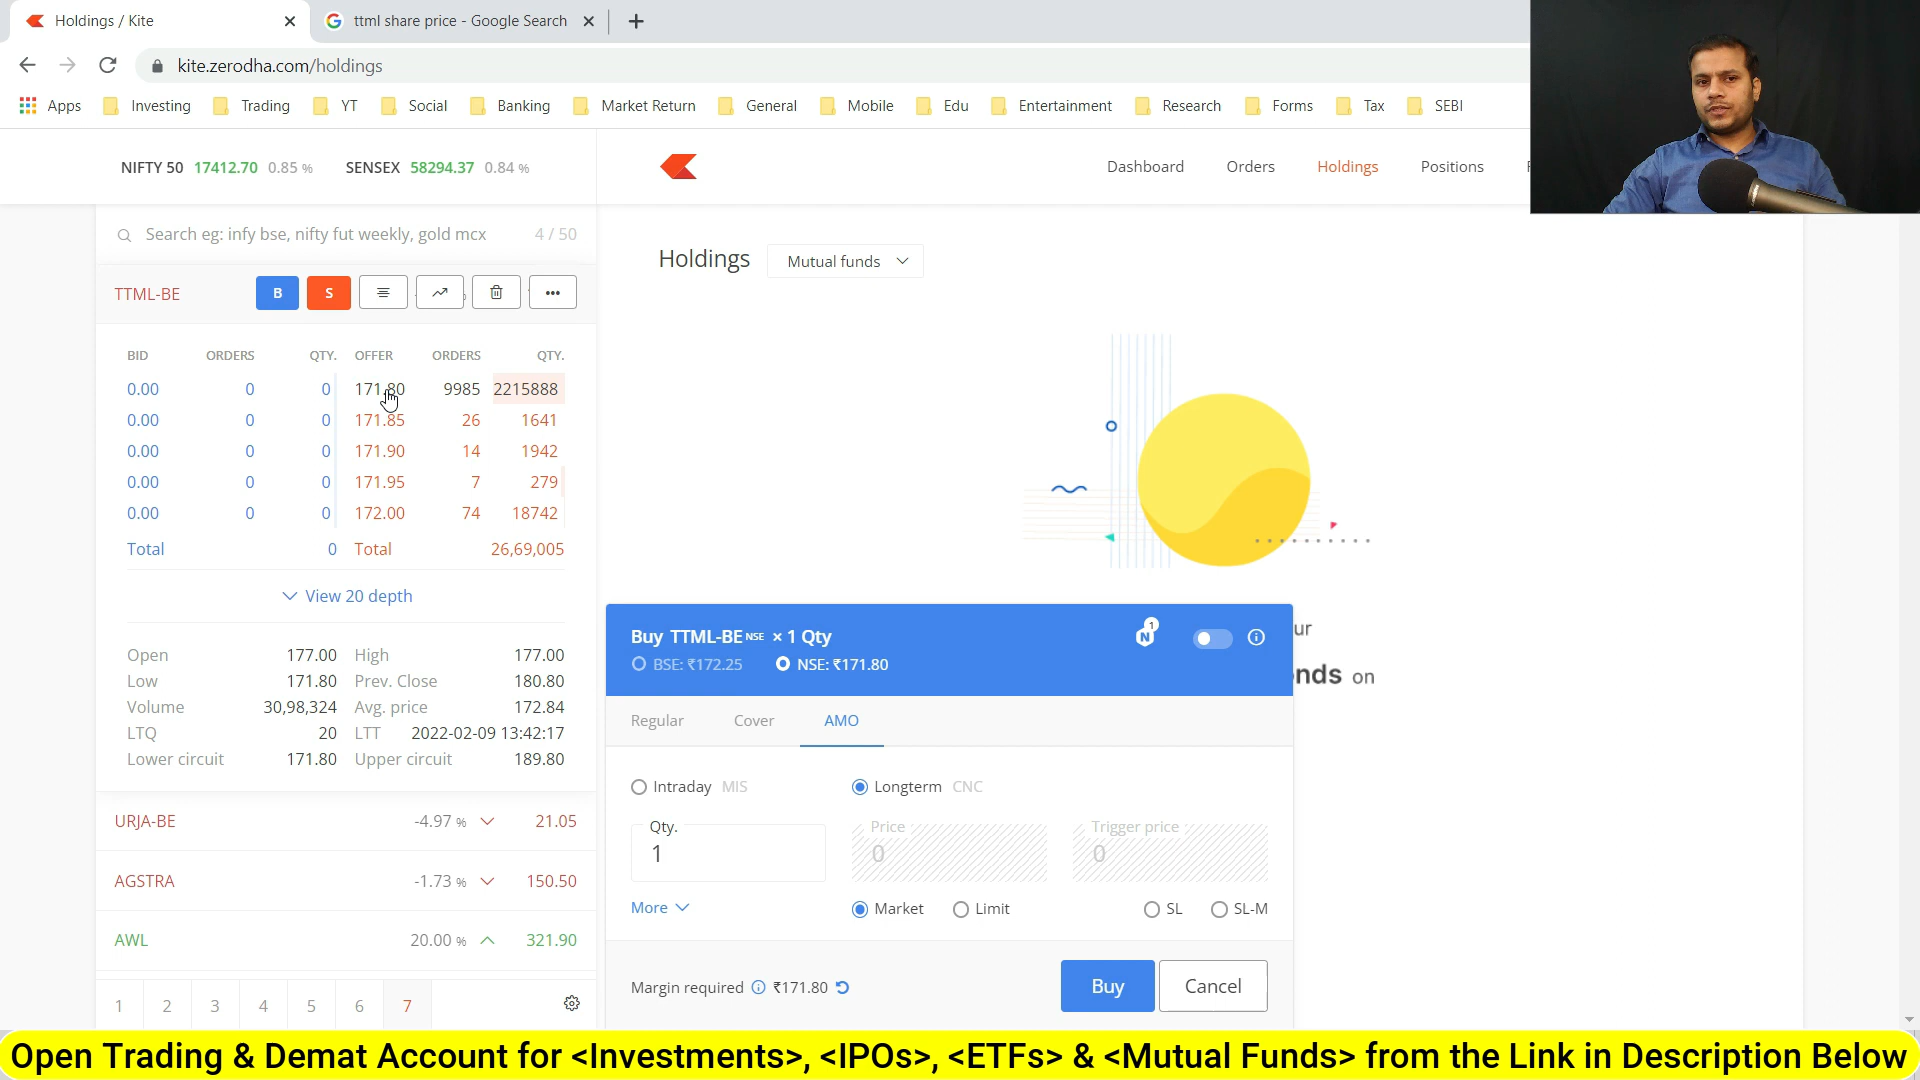 Holdings / Kite
ttml share price - Google Search
kite.zerodha.com/holdings
Apps Investing Trading YT Social Banking Market Return General Mobile Edu Entertainment Research Forms Tax SEBI
NIFTY 50 17412.70 0.85 % SENSEX 58294.37 0.84 %
Dashboard Orders Holdings Positions
Search eg: infy bse, nifty fut weekly, gold mcx 4 / 50
Holdings Mutual funds
TTML-BE B S
BID ORDERS QTY. OFFER ORDERS QTY.
0.00 0 0 171.80 9985 2215888
0.00 0 0 171.85 26 1641
0.00 0 0 171.90 14 1942
0.00 0 0 171.95 7 279
0.00 0 0 172.00 74 18742
Total 0 Total 26,69,005
View 20 depth
Open 177.00 High 177.00
Low 171.80 Prev. Close 180.80
Volume 30,98,324 Avg. price 172.84
LTQ 20 LTT 2022-02-09 13:42:17
Lower circuit 171.80 Upper circuit 189.80
URJA-BE -4.97 % 21.05
AGSTRA -1.73 % 150.50
AWL 20.00 % 321.90
1 2 3 4 5 6 7
ur
nds on
Buy TTML-BE NSE × 1 Qty N 1
BSE: ₹172.25 NSE: ₹171.80
Regular Cover AMO
Intraday MIS Longterm CNC
Qty. Price Trigger price
1 0 0
More Market Limit SL SL-M
Margin required ₹171.80 Buy Cancel
Open Trading & Demat Account for <Investments>, <IPOs>, <ETFs> & <Mutual Funds> from the Link in Description Below